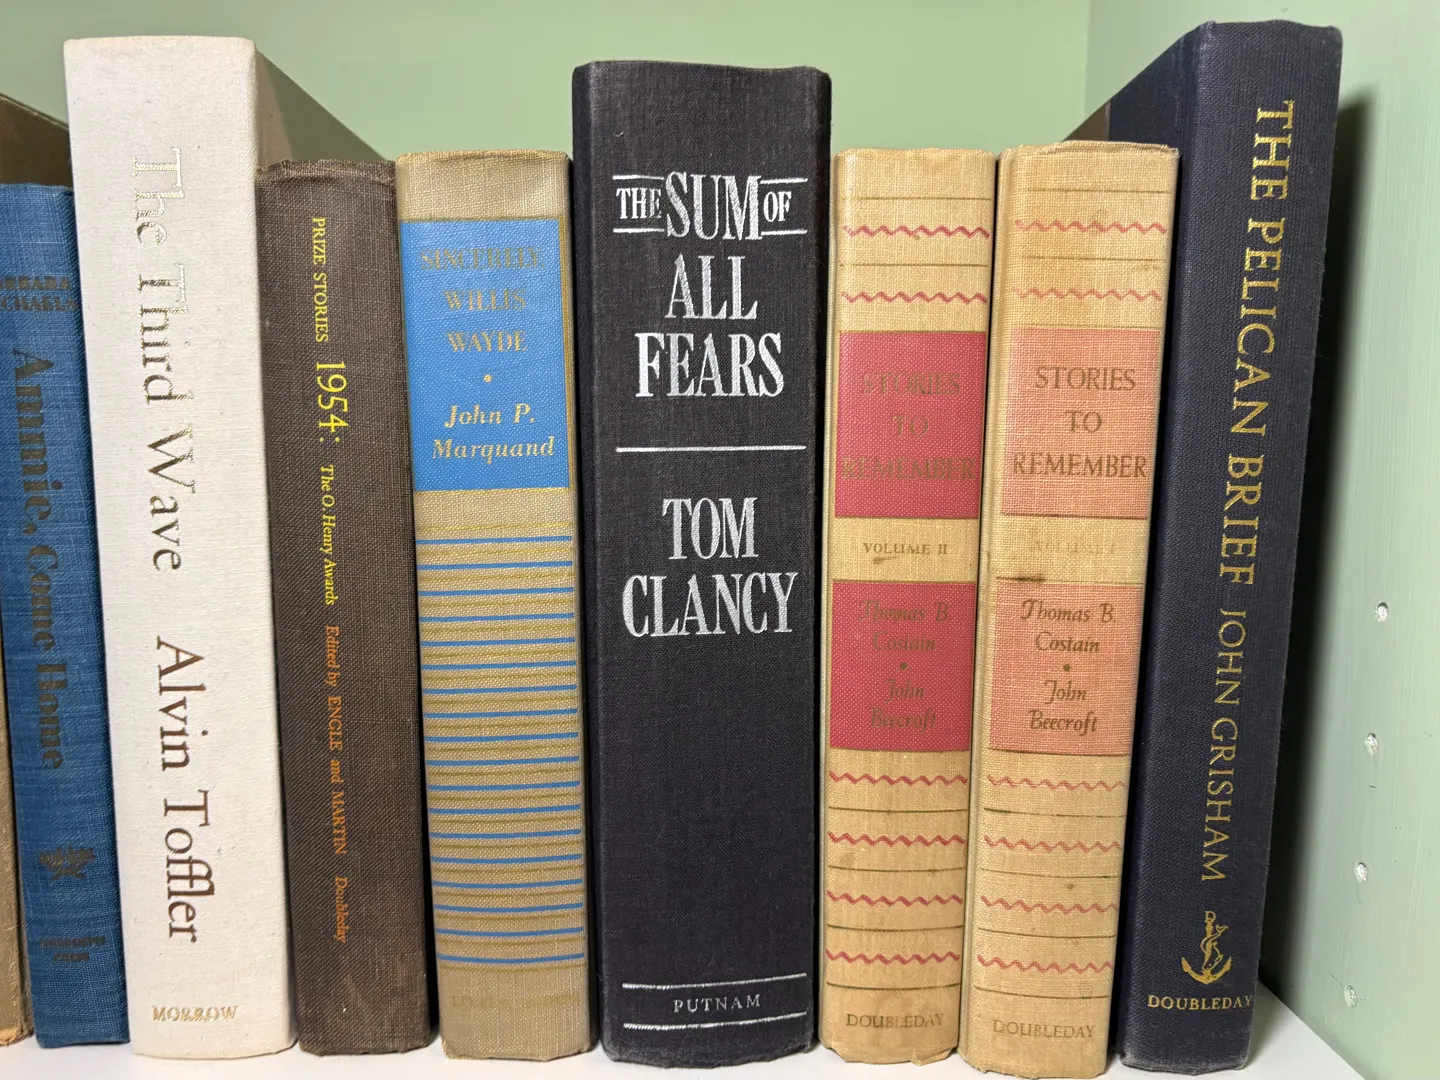 Annie, Come Home
The Third Wave
Alvin Toffler
MORROW
PRIZE STORIES 1954: The O. Henry Awards Edited by ENGLE and MARTIN Doubleday
SINCERELY,
WILLIS
WAYDE
John P.
Marquand
THE SUM OF
ALL
FEARS
TOM
CLANCY
PUTNAM
STORIES
TO
REMEMBER
VOLUME II
Thomas B.
Costain
John
Beecroft
DOUBLEDAY
STORIES
TO
REMEMBER
VOLUME I
Thomas B.
Costain
John
Beecroft
DOUBLEDAY
THE PELICAN BRIEF JOHN GRISHAM
DOUBLEDAY